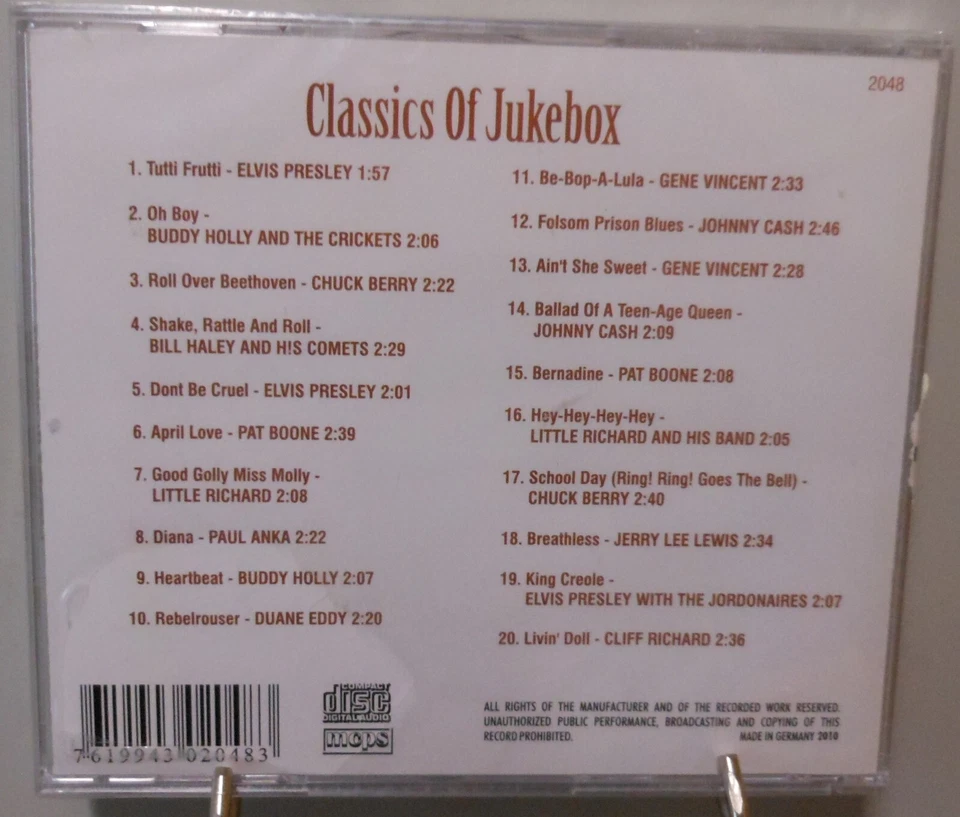 2048
Classics Of Jukebox
1. Tutti Frutti - ELVIS PRESLEY 1:57
2. Oh Boy -
BUDDY HOLLY AND THE CRICKETS 2:06
3. Roll Over Beethoven - CHUCK BERRY 2:22
4. Shake, Rattle And Roll -
BILL HALEY AND HIS COMETS 2:29
5. Dont Be Cruel - ELVIS PRESLEY 2:01
6. April Love - PAT BOONE 2:39
7. Good Golly Miss Molly -
LITTLE RICHARD 2:08
8. Diana - PAUL ANKA 2:22
9. Heartbeat - BUDDY HOLLY 2:07
10. Rebelrouser - DUANE EDDY 2:20
11. Be-Bop-A-Lula - GENE VINCENT 2:33
12. Folsom Prison Blues - JOHNNY CASH 2:46
13. Ain't She Sweet - GENE VINCENT 2:28
14. Ballad Of A Teen-Age Queen -
JOHNNY CASH 2:09
15. Bernadine - PAT BOONE 2:08
16. Hey-Hey-Hey-Hey -
LITTLE RICHARD AND HIS BAND 2:05
17. School Day (Ring! Ring! Goes The Bell) -
CHUCK BERRY 2:40
18. Breathless - JERRY LEE LEWIS 2:34
19. King Creole -
ELVIS PRESLEY WITH THE JORDONAIRES 2:07
20. Livin' Doll - CLIFF RICHARD 2:36
7 619943 020483
COMPACT
disc
DIGITAL AUDIO
mcps
ALL RIGHTS OF THE MANUFACTURER AND OF THE RECORDED WORK RESERVED.
UNAUTHORIZED PUBLIC PERFORMANCE, BROADCASTING AND COPYING OF THIS
RECORD PROHIBITED. MADE IN GERMANY 2010